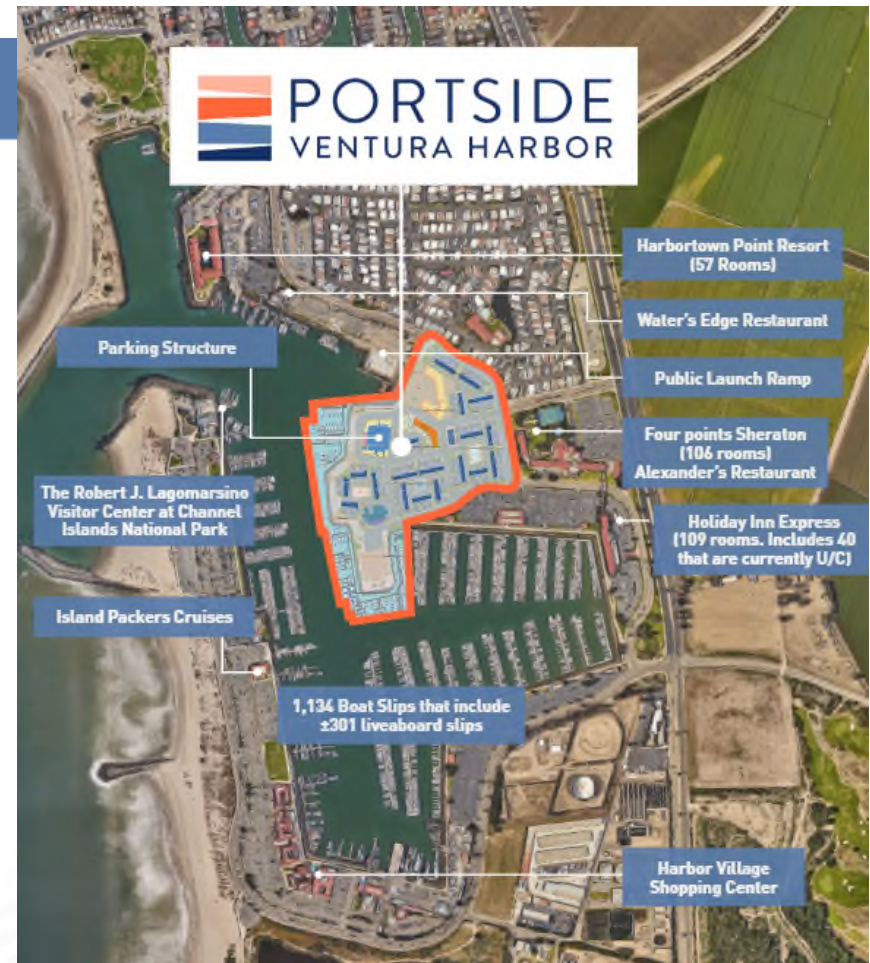 PORTSIDE
VENTURA HARBOR
Harbortown Point Resort
(57 Rooms)
Water's Edge Restaurant
Parking Structure
Public Launch Ramp
Four points Sheraton
(106 rooms)
Alexander's Restaurant
The Robert J. Lagomarsino
Visitor Center at Channel
Islands National Park
Holiday Inn Express
(109 rooms. Includes 40
that are currently U/C)
Island Packers Cruises
1,134 Boat Slips that include
±301 liveaboard slips
Harbor Village
Shopping Center